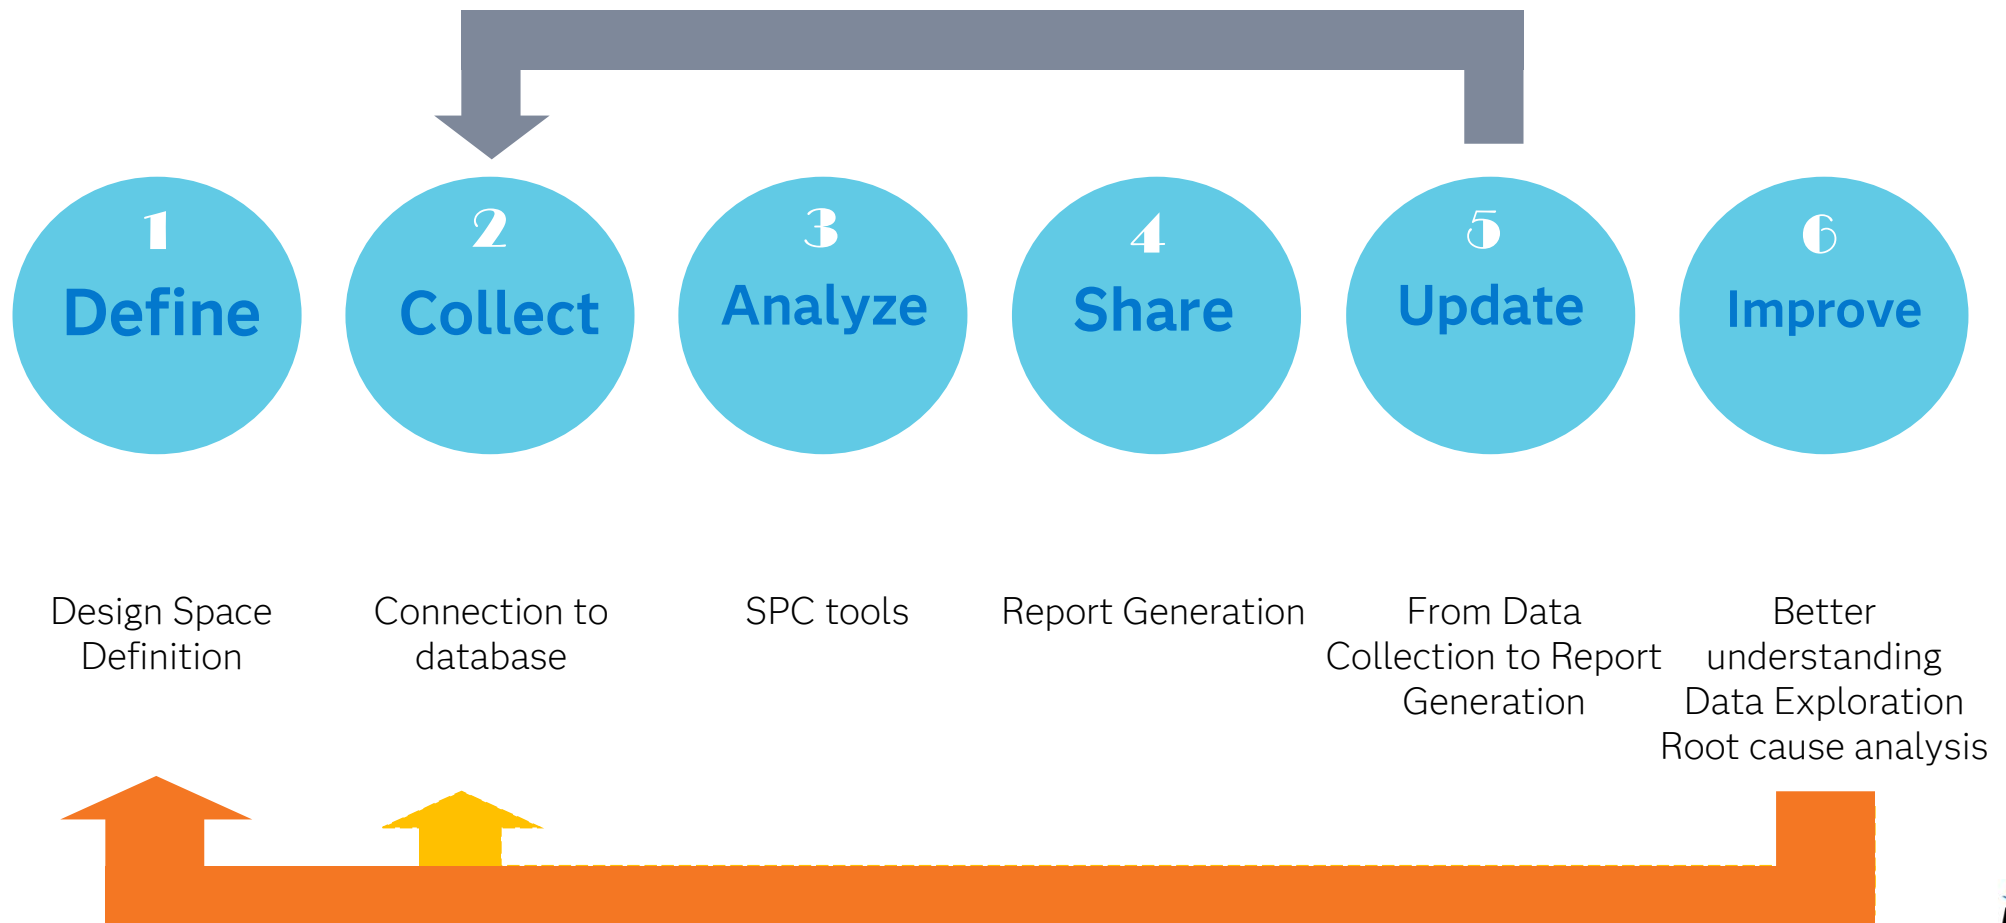 1
Define
2
Collect
3
Analyze
4
Share
5
Update
6
Improve
Design Space
Definition
Connection to
database
SPC tools
Report Generation
From Data
Collection to Report
Generation
Better
understanding
Data Exploration
Root cause analysis